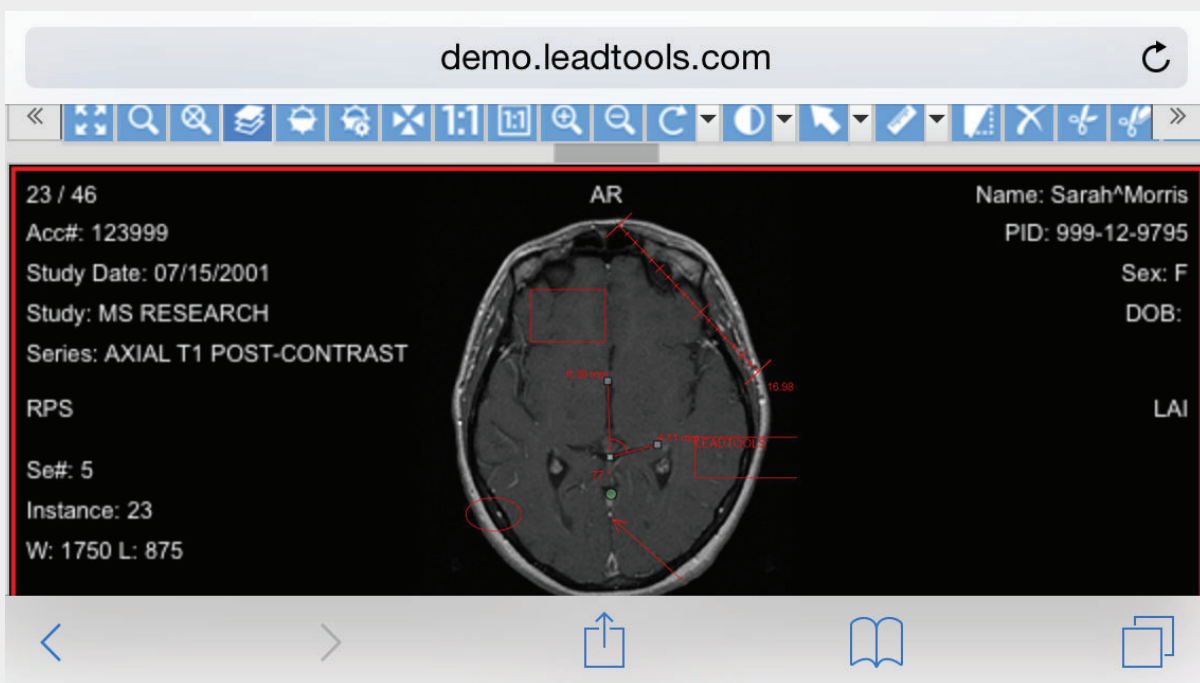 demo.leadtools.com
1:1
1:1
23 / 46
AR
Name: Sarah^Morris
Acc#: 123999
PID: 999-12-9795
Study Date: 07/15/2001
Sex: F
Study: MS RESEARCH
DOB:
Series: AXIAL T1 POST-CONTRAST
16.98
RPS
LAI
LEADTOOLS
Se#: 5
77
Instance: 23
W: 1750 L: 875